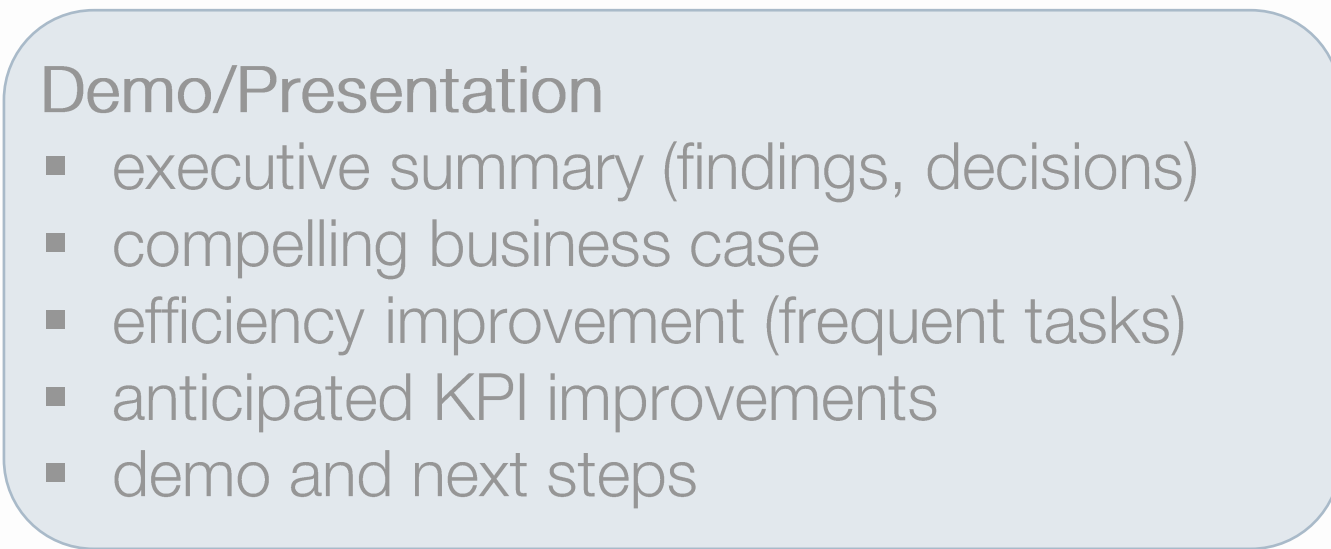 Demo/Presentation
▪ executive summary (findings, decisions)
▪ compelling business case
▪ efficiency improvement (frequent tasks)
▪ anticipated KPI improvements
▪ demo and next steps